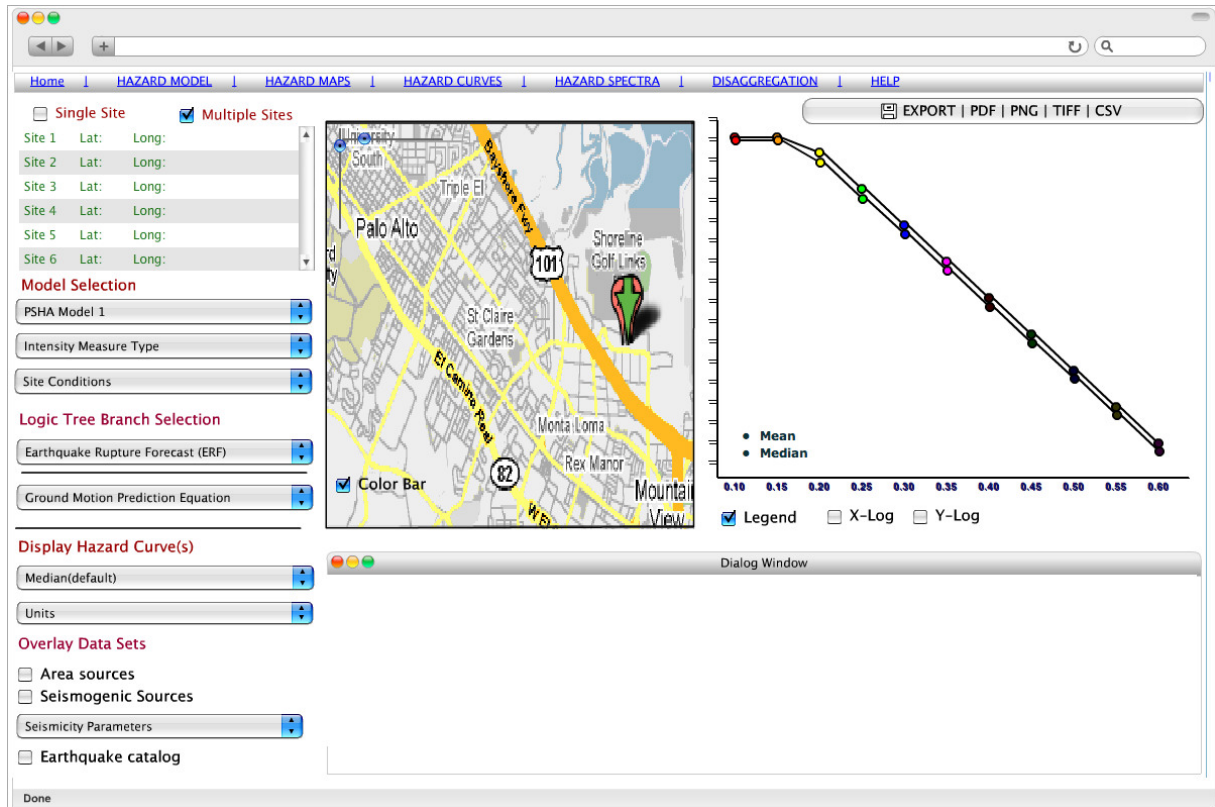 Home | HAZARD MODEL | HAZARD MAPS | HAZARD CURVES | HAZARD SPECTRA | DISAGGREGATION | HELP
Single Site
Multiple Sites
Site 1 Lat: Long:
Site 2 Lat: Long:
Site 3 Lat: Long:
Site 4 Lat: Long:
Site 5 Lat: Long:
Site 6 Lat: Long:
Model Selection
PSHA Model 1
Intensity Measure Type
Site Conditions
Logic Tree Branch Selection
Earthquake Rupture Forecast (ERF)
Ground Motion Prediction Equation
Display Hazard Curve(s)
Median(default)
Units
Overlay Data Sets
Area sources
Seismogenic Sources
Seismicity Parameters
Earthquake catalog
University
South
Triple El
Bayshore Fwy
Palo Alto
101
Shoreline
Golf Links
St Claire
Gardens
El Camino Real
Monta Loma
Rex Manor
82
Mountain
View
Color Bar
EXPORT | PDF | PNG | TIFF | CSV
Mean
Median
0.10 0.15 0.20 0.25 0.30 0.35 0.40 0.45 0.50 0.55 0.60
Legend
X-Log
Y-Log
Dialog Window
Done